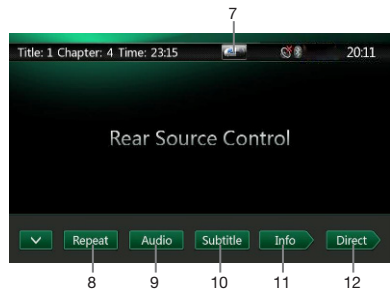 7
Title: 1 Chapter: 4 Time: 23:15 20:11
Rear Source Control
Repeat Audio Subtitle Info Direct
8 9 10 11 12